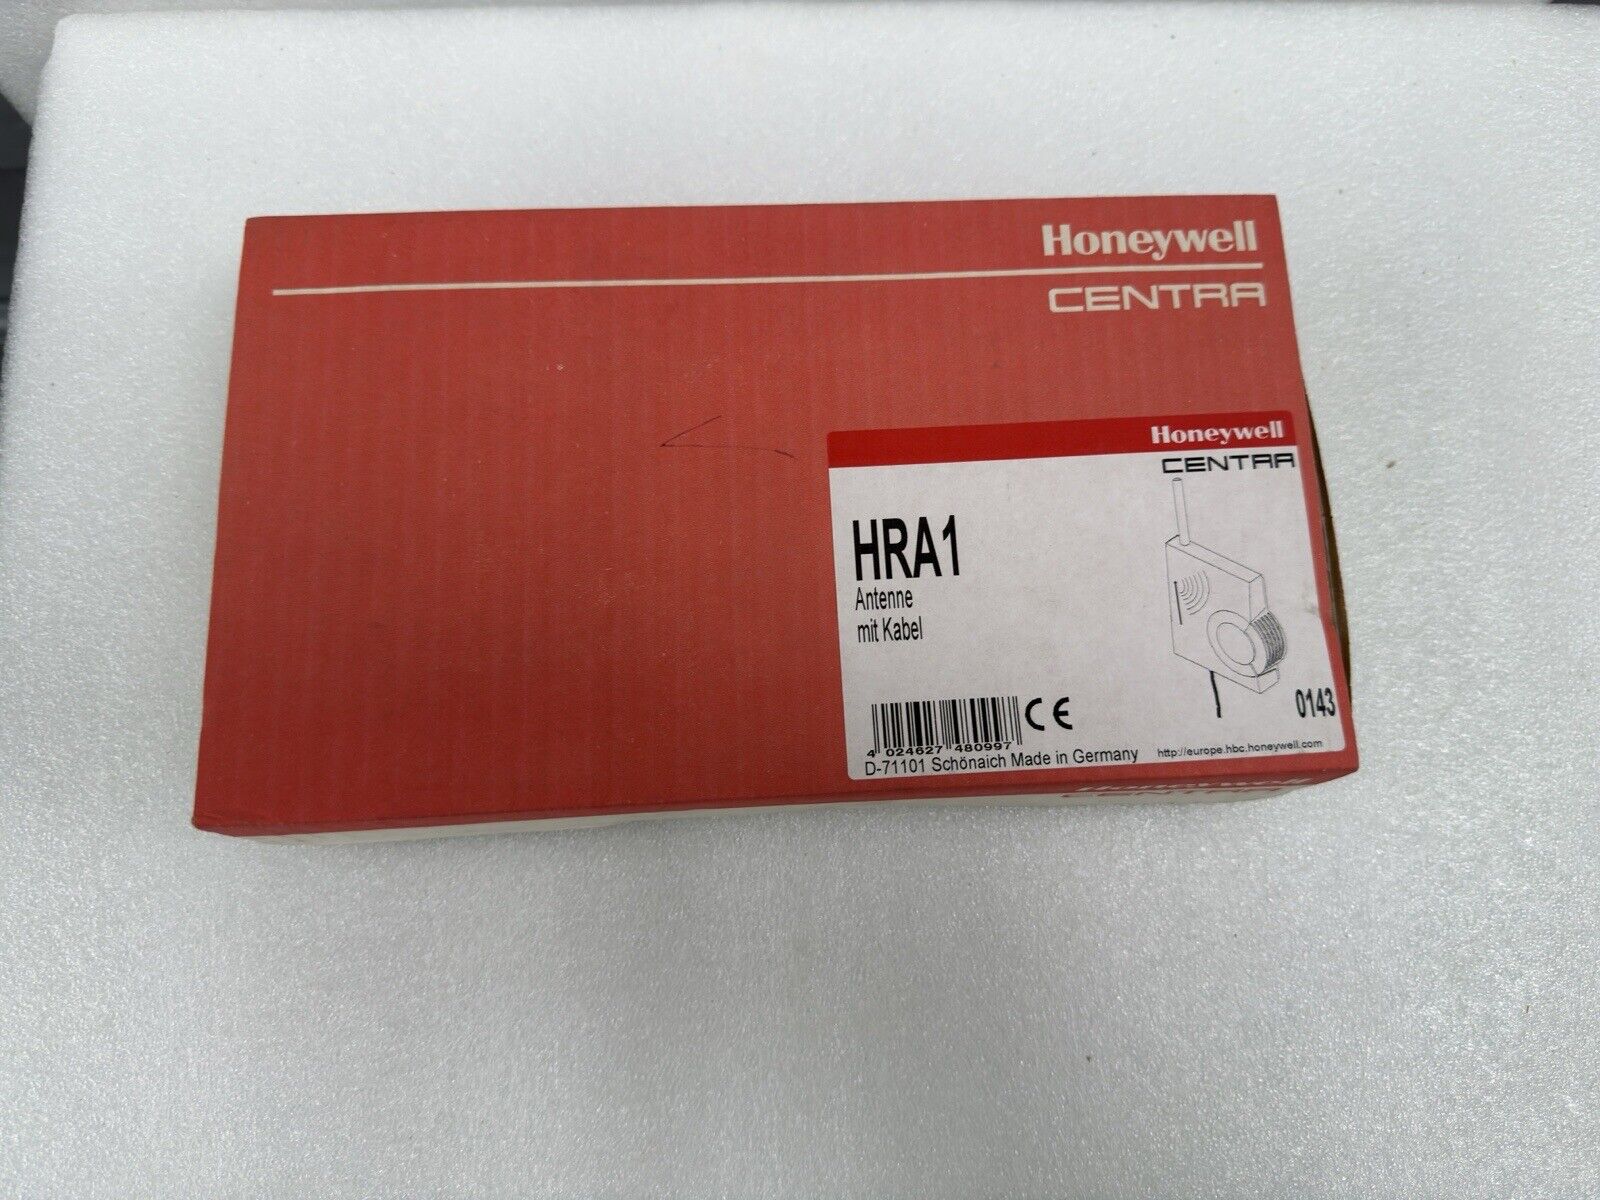 Honeywell
CENTRA
Honeywell
CENTRA
HRA1
Antenne
mit Kabel
CE
0143
4 024627 480997
D-71101 Schönaich Made in Germany
http://europe.hbc.honeywell.com
Honeywell